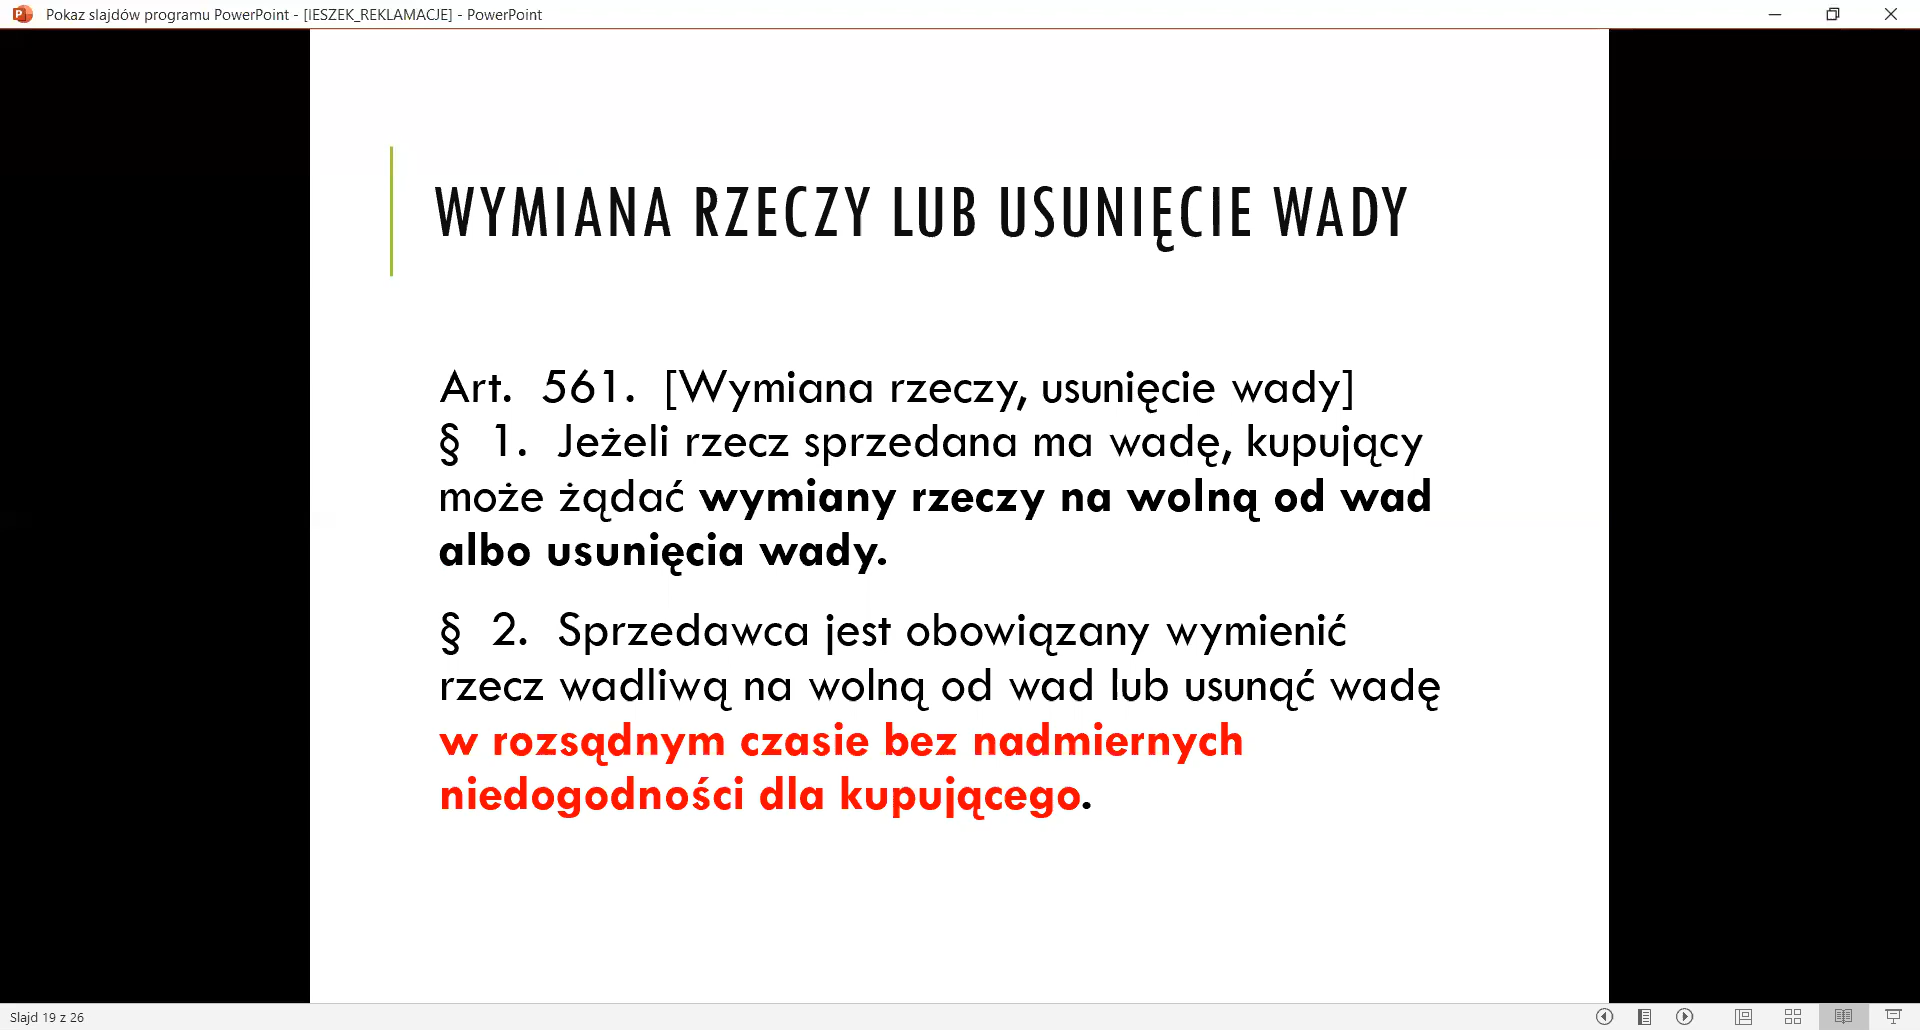 Pokaz slajdów programu PowerPoint - [IESZEK_REKLAMACJE] - PowerPoint
WYMIANA RZECZY LUB USUNIĘCIE WADY
Art. 561. [Wymiana rzeczy, usunięcie wady]
§ 1. Jeżeli rzecz sprzedana ma wadę, kupujący
może żądać wymiany rzeczy na wolną od wad
albo usunięcia wady.
§ 2. Sprzedawca jest obowiązany wymienić
rzecz wadliwą na wolną od wad lub usunąć wadę
w rozsądnym czasie bez nadmiernych
niedogodności dla kupującego.
Slajd 19 z 26